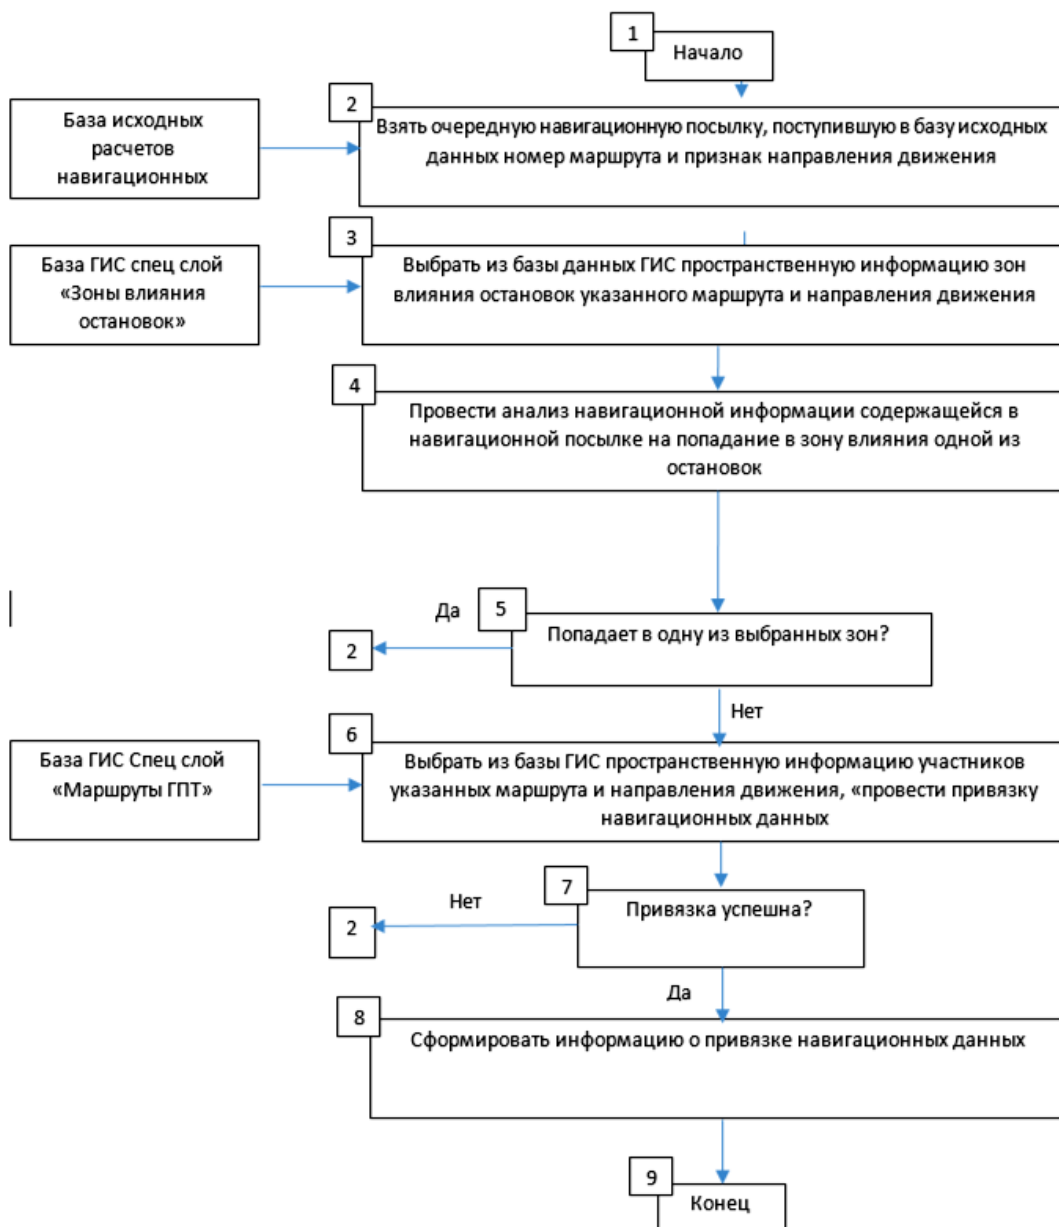 1
Начало
База исходных
расчетов
навигационных
2
Взять очередную навигационную посылку, поступившую в базу исходных
данных номер маршрута и признак направления движения
База ГИС спец слой
«Зоны влияния
остановок»
3
Выбрать из базы данных ГИС пространственную информацию зон
влияния остановок указанного маршрута и направления движения
4
Провести анализ навигационной информации содержащейся в
навигационной посылке на попадание в зону влияния одной из
остановок
5
Попадает в одну из выбранных зон?
Да
2
Нет
База ГИС Спец слой
«Маршруты ГПТ»
6
Выбрать из базы ГИС пространственную информацию участников
указанных маршрута и направления движения, «провести привязку
навигационных данных
7
Привязка успешна?
Нет
2
Да
8
Сформировать информацию о привязке навигационных данных
9
Конец